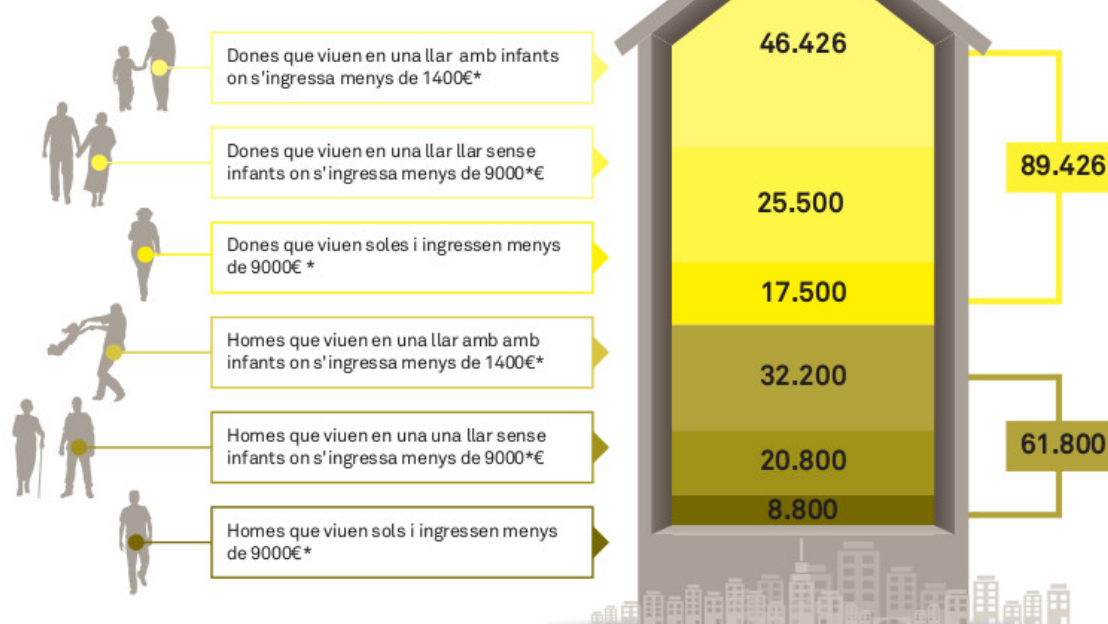 Dones que viuen en una llar amb infants
on s'ingressa menys de 1400€*
46.426
Dones que viuen en una llar llar sense
infants on s'ingressa menys de 9000*€
25.500
89.426
Dones que viuen soles i ingressen menys
de 9000€ *
17.500
Homes que viuen en una llar amb amb
infants on s'ingressa menys de 1400€*
32.200
Homes que viuen en una una llar sense
infants on s'ingressa menys de 9000*€
20.800
61.800
Homes que viuen sols i ingressen menys
de 9000€*
8.800